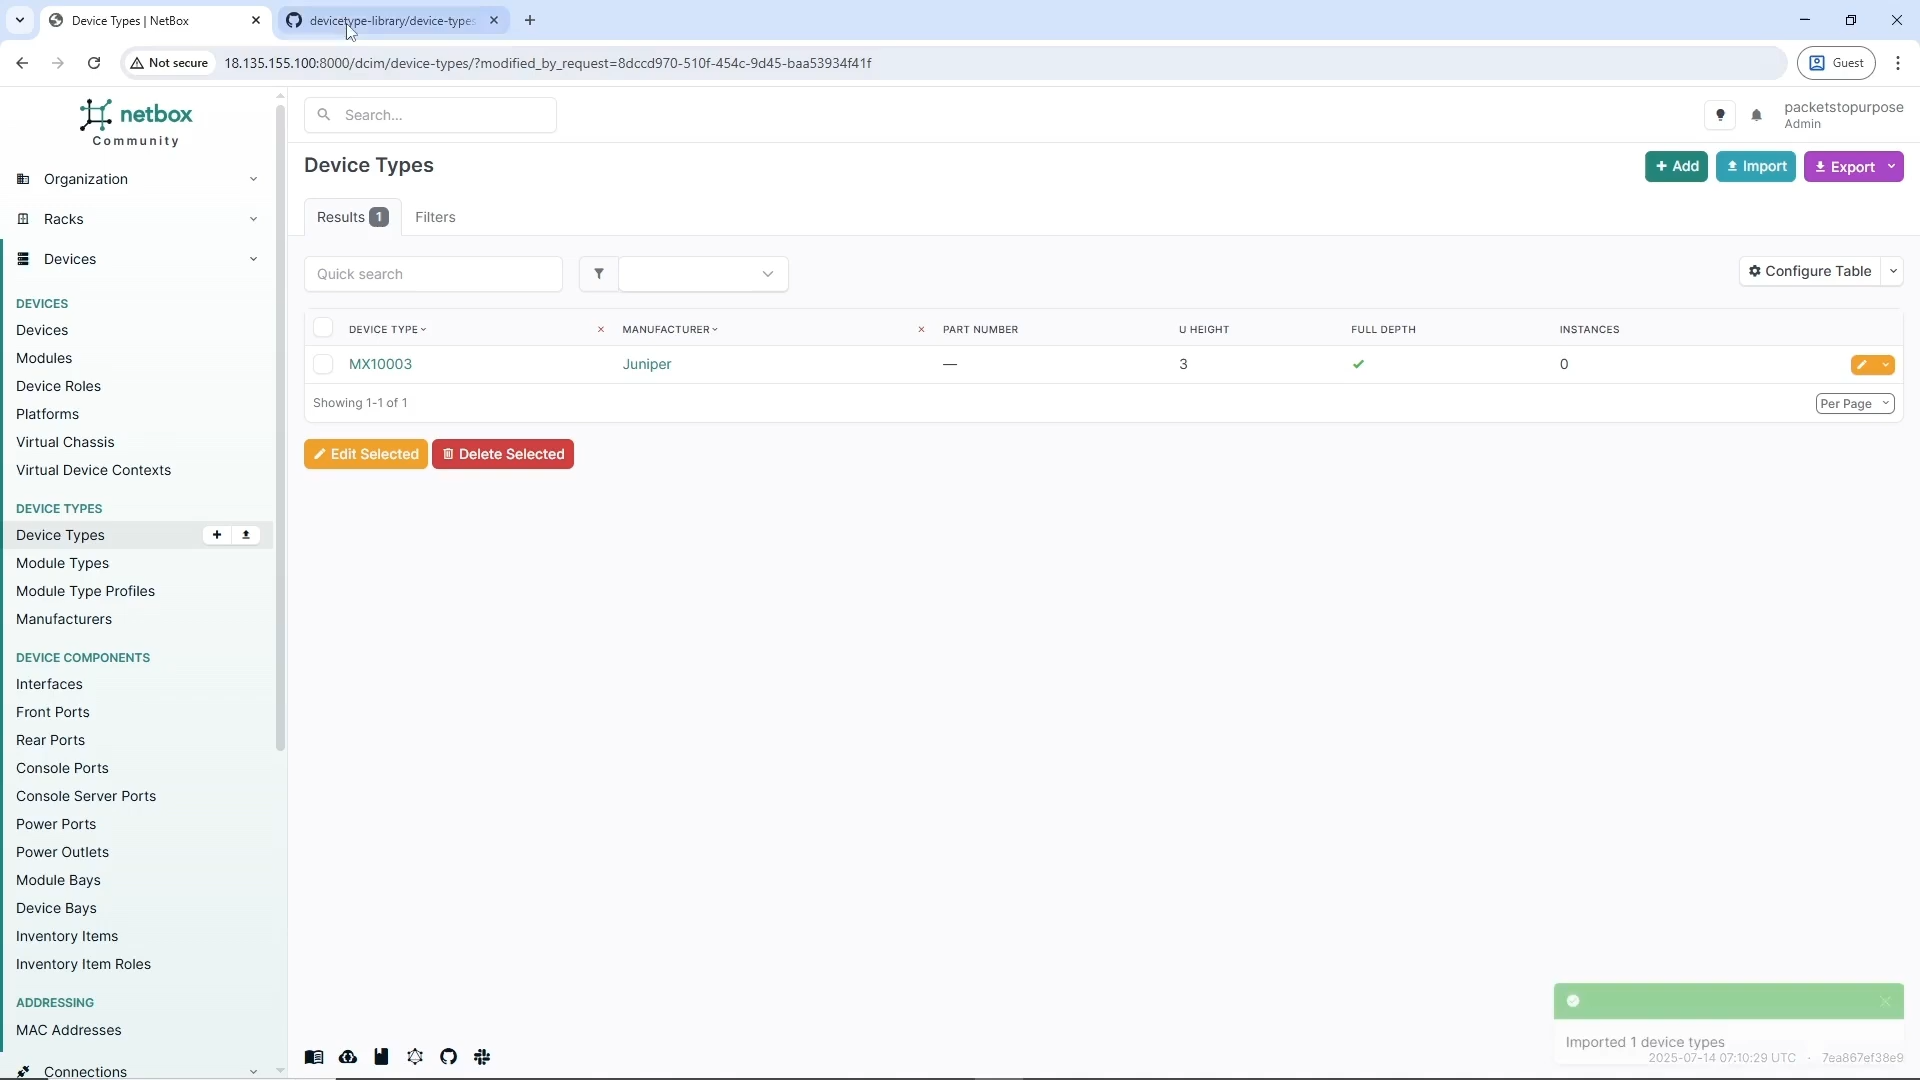 Device Types | NetBox
devicetype-library/device-types
Not secure
18.135.155.100:8000/dcim/device-types/?modified_by_request=8dccd970-510f-454c-9d45-baa53934f41f
Guest
netbox
Community
Search...
packetstopurpose
Admin
Organization
Racks
Devices
DEVICES
Devices
Modules
Device Roles
Platforms
Virtual Chassis
Virtual Device Contexts
DEVICE TYPES
Device Types
Module Types
Module Type Profiles
Manufacturers
DEVICE COMPONENTS
Interfaces
Front Ports
Rear Ports
Console Ports
Console Server Ports
Power Ports
Power Outlets
Module Bays
Device Bays
Inventory Items
Inventory Item Roles
ADDRESSING
MAC Addresses
Connections
Device Types
+ Add
Import
Export
Results 1
Filters
Quick search
Configure Table
DEVICE TYPE MANUFACTURER PART NUMBER U HEIGHT FULL DEPTH INSTANCES
MX10003 Juniper — 3 0
Showing 1-1 of 1
Per Page
Edit Selected
Delete Selected
Imported 1 device types
2025-07-14 07:10:29 UTC · 7ea867ef38e9